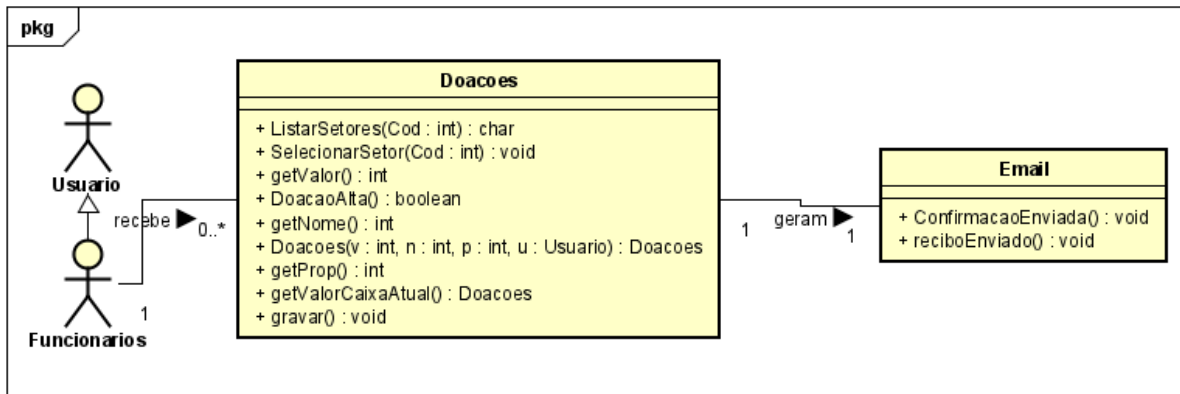 pkg
Usuario
Funcionarios
recebe
1
0..*
Doacoes
+ ListarSetores(Cod : int) : char
+ SelecionarSetor(Cod : int) : void
+ getValor() : int
+ DoacaoAlta() : boolean
+ getNome() : int
+ Doacoes(v : int, n : int, p : int, u : Usuario) : Doacoes
+ getProp() : int
+ getValorCaixaAtual() : Doacoes
+ gravar() : void
1
geram
1
Email
+ ConfirmacaoEnviada() : void
+ reciboEnviado() : void